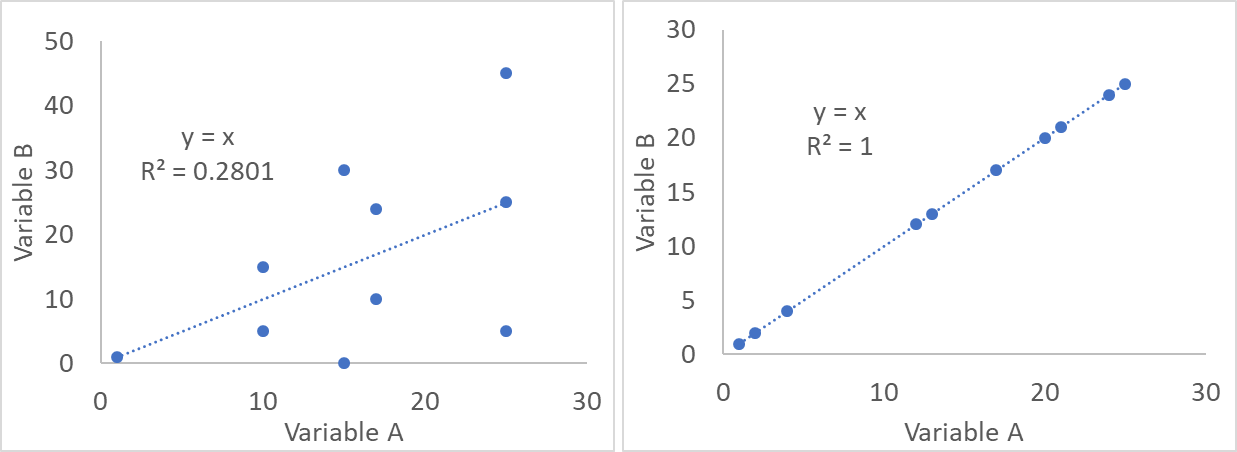 50
40
30
20
10
0
Variable B
y = x
R² = 0.2801
0 10 20 30
Variable A
30
25
20
15
10
5
0
Variable B
y = x
R² = 1
0 10 20 30
Variable A